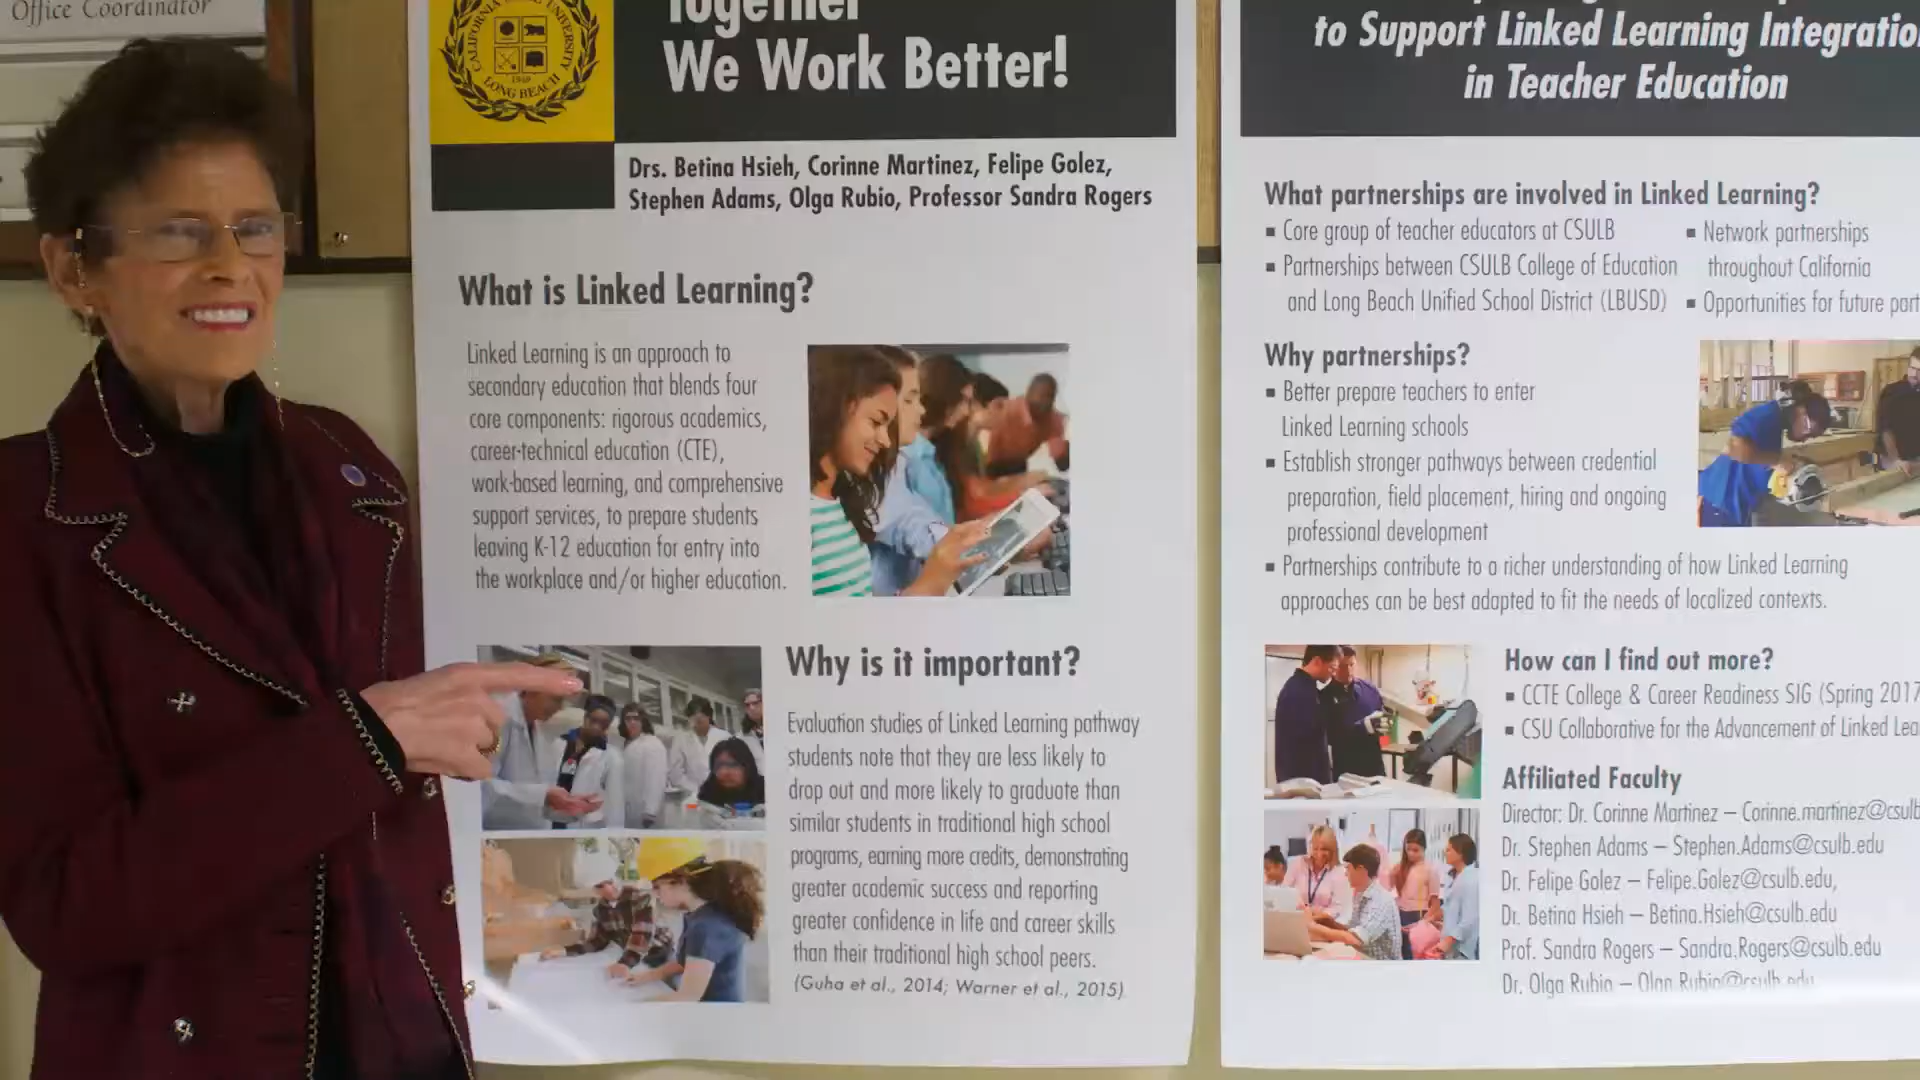 Office Coordinator
CALIFORNIA STATE UNIVERSITY
1949
LONG BEACH
Together
We Work Better!
Drs. Betina Hsieh, Corinne Martinez, Felipe Golez,
Stephen Adams, Olga Rubio, Professor Sandra Rogers
What is Linked Learning?
Linked Learning is an approach to
secondary education that blends four
core components: rigorous academics,
career-technical education (CTE),
work-based learning, and comprehensive
support services, to prepare students
leaving K-12 education for entry into
the workplace and/or higher education.
Why is it important?
Evaluation studies of Linked Learning pathway
students note that they are less likely to
drop out and more likely to graduate than
similar students in traditional high school
programs, earning more credits, demonstrating
greater academic success and reporting
greater confidence in life and career skills
than their traditional high school peers.
(Guha et al., 2014; Warner et al., 2015).
to Support Linked Learning Integratio
in Teacher Education
What partnerships are involved in Linked Learning?
▪ Core group of teacher educators at CSULB
▪ Partnerships between CSULB College of Education
and Long Beach Unified School District (LBUSD)
▪ Network partnerships
throughout California
▪ Opportunities for future part
Why partnerships?
▪ Better prepare teachers to enter
Linked Learning schools
▪ Establish stronger pathways between credential
preparation, field placement, hiring and ongoing
professional development
▪ Partnerships contribute to a richer understanding of how Linked Learning
approaches can be best adapted to fit the needs of localized contexts.
How can I find out more?
▪ CCTE College & Career Readiness SIG (Spring 2017
▪ CSU Collaborative for the Advancement of Linked Lea
Affiliated Faculty
Director: Dr. Corinne Martinez – Corinne.martinez@csulb
Dr. Stephen Adams – Stephen.Adams@csulb.edu
Dr. Felipe Golez – Felipe.Golez@csulb.edu,
Dr. Betina Hsieh – Betina.Hsieh@csulb.edu
Prof. Sandra Rogers – Sandra.Rogers@csulb.edu
Dr. Olga Rubio – Olga.Rubio@csulb.edu